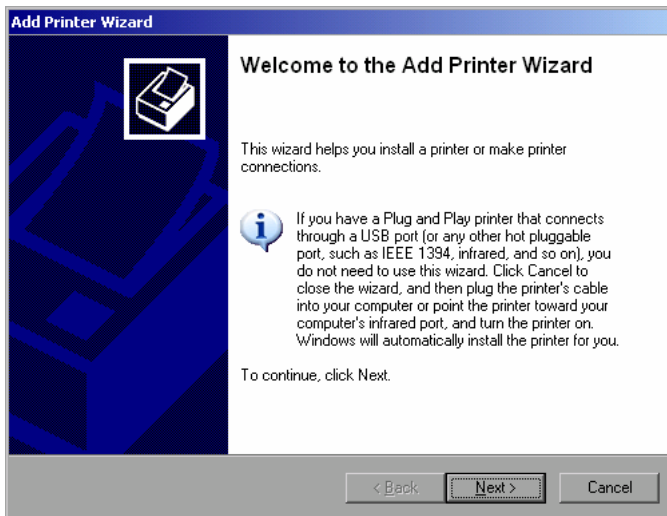 Add Printer Wizard
Welcome to the Add Printer Wizard
This wizard helps you install a printer or make printer
connections.
If you have a Plug and Play printer that connects
through a USB port (or any other hot pluggable
port, such as IEEE 1394, infrared, and so on), you
do not need to use this wizard. Click Cancel to
close the wizard, and then plug the printer's cable
into your computer or point the printer toward your
computer's infrared port, and turn the printer on.
Windows will automatically install the printer for you.
To continue, click Next.
< Back Next > Cancel